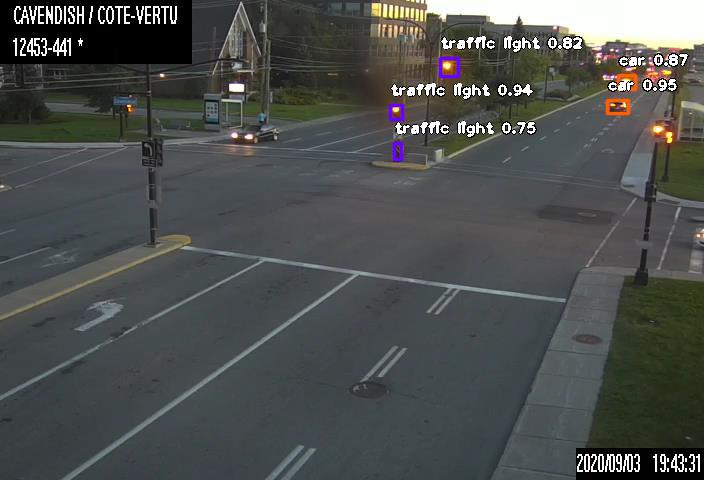 CAVENDISH / COTE-VERTU
12453-441 *
traffic light 0.82
car 0.87
car 0.95
traffic light 0.94
traffic light 0.75
2020/09/03 19:43:31